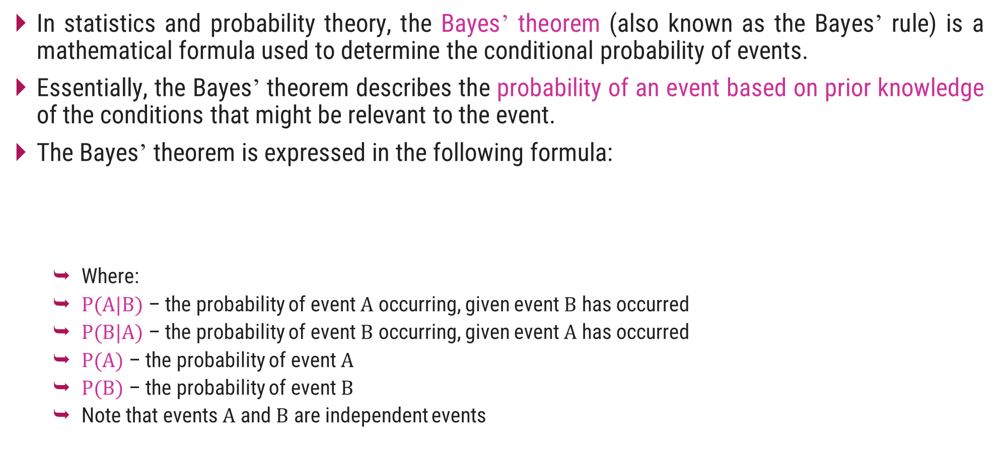 In statistics and probability theory, the Bayes’ theorem (also known as the Bayes’ rule) is a
mathematical formula used to determine the conditional probability of events.
Essentially, the Bayes’ theorem describes the probability of an event based on prior knowledge
of the conditions that might be relevant to the event.
The Bayes’ theorem is expressed in the following formula:
Where:
P(A|B) – the probability of event A occurring, given event B has occurred
P(B|A) – the probability of event B occurring, given event A has occurred
P(A) – the probability of event A
P(B) – the probability of event B
Note that events A and B are independent events